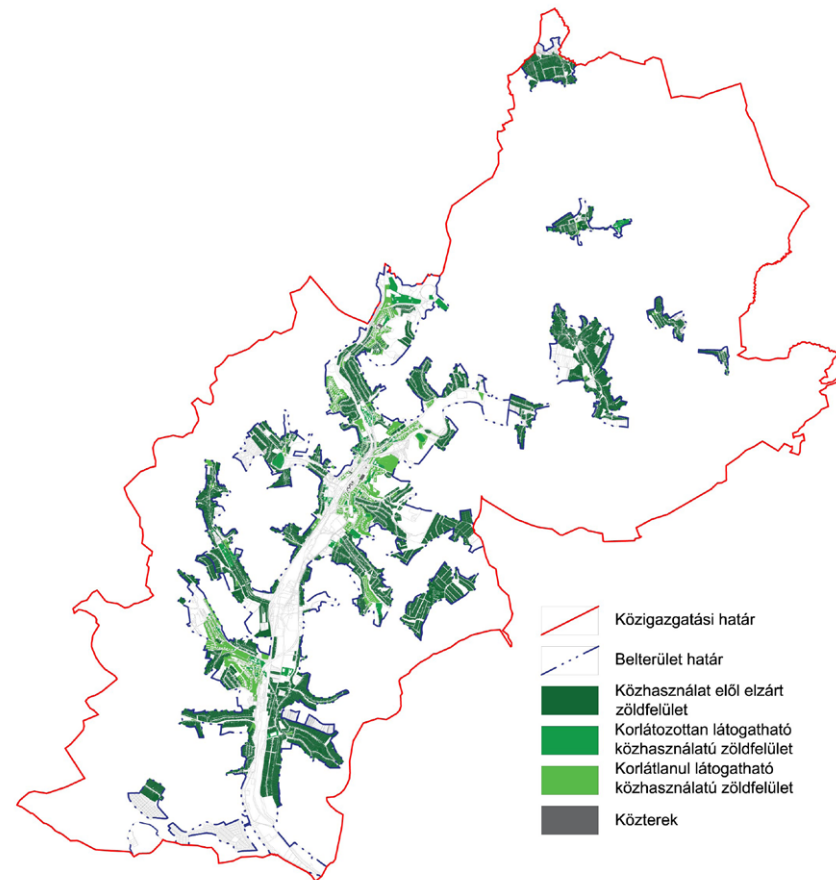 Közigazgatási határ
Belterület határ
Közhasználat elől elzárt
zöldfelület
Korlátozottan látogatható
közhasználatú zöldfelület
Korlátlanul látogatható
közhasználatú zöldfelület
Közterek